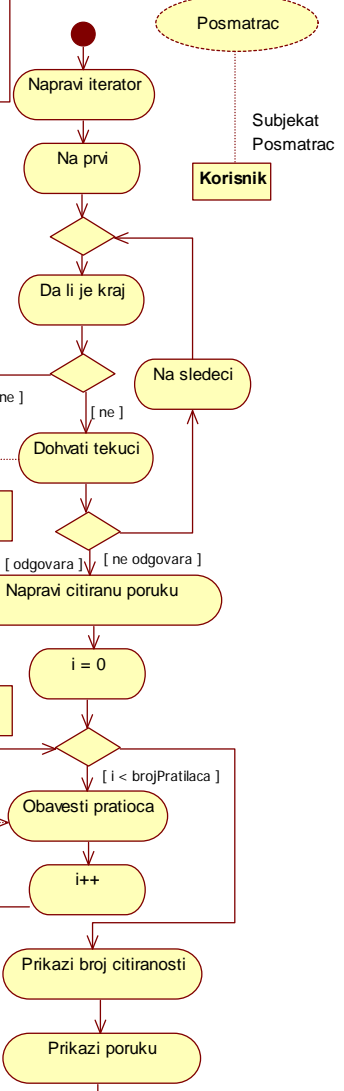 Posmatrac
Napravi iterator
Subjekat
Posmatrac
Na prvi
Korisnik
Da li je kraj
Na sledeci
ne ]
[ ne ]
Dohvati tekuci
[ odgovara ]
[ ne odgovara ]
Napravi citiranu poruku
i = 0
[ i < brojPratilaca ]
Obavesti pratioca
i++
Prikazi broj citiranosti
Prikazi poruku